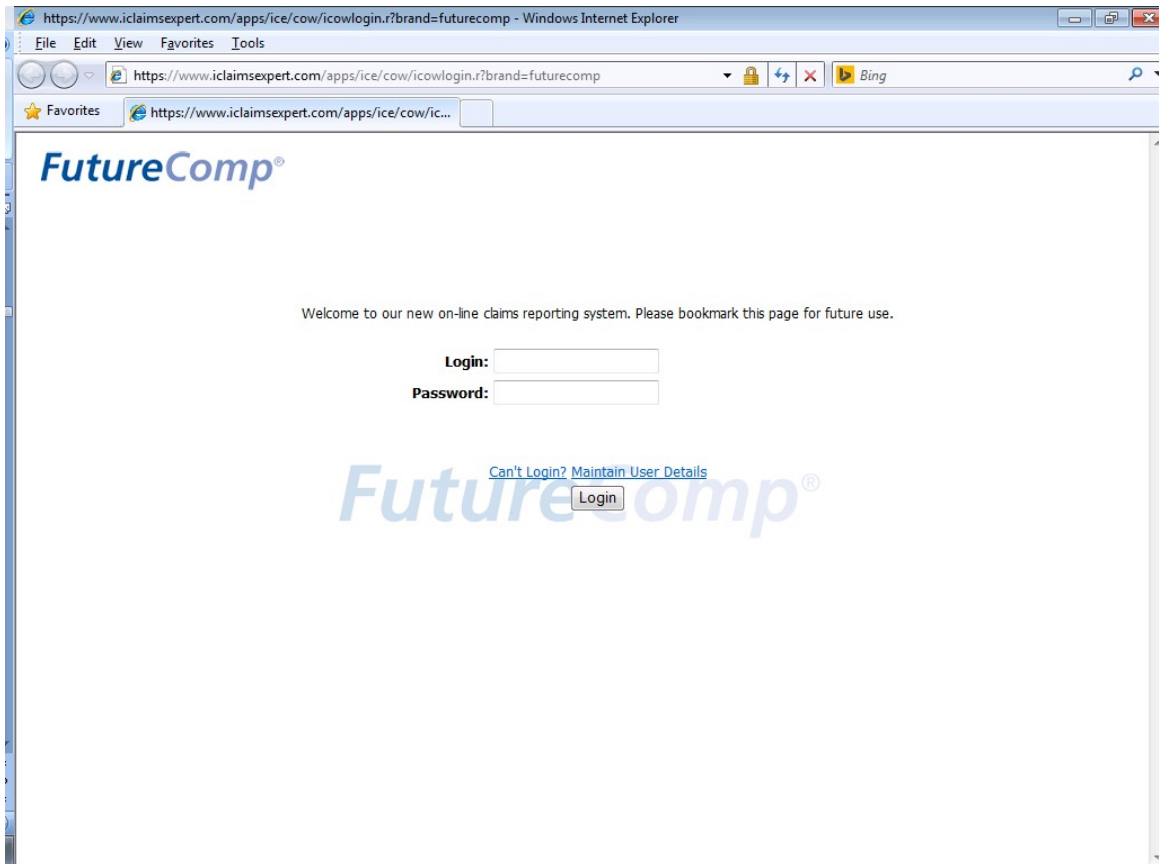 https://www.iclaimsexpert.com/apps/ice/cow/icowlogin.r?brand=futurecomp - Windows Internet Explorer
File Edit View Favorites Tools
https://www.iclaimsexpert.com/apps/ice/cow/icowlogin.r?brand=futurecomp Bing
Favorites https://www.iclaimsexpert.com/apps/ice/cow/ic...
FutureComp®
Welcome to our new on-line claims reporting system. Please bookmark this page for future use.
Login:
Password:
Can't Login? Maintain User Details
FutureComp®
Login